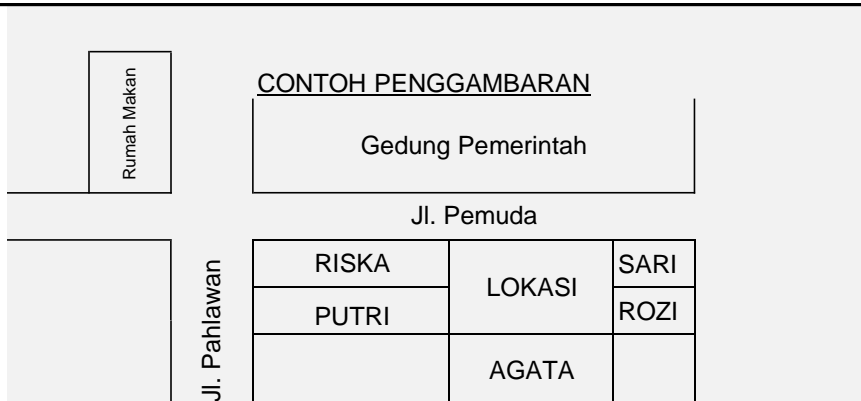 Rumah Makan
CONTOH PENGGAMBARAN
Gedung Pemerintah
Jl. Pemuda
Jl. Pahlawan
RISKA
LOKASI
SARI
PUTRI
ROZI
AGATA